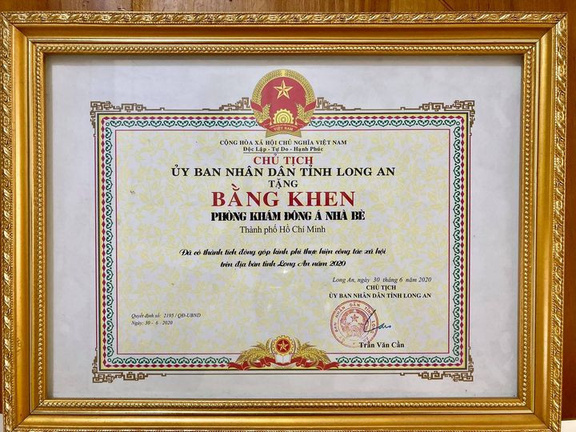 VIỆT NAM
CỘNG HÒA XÃ HỘI CHỦ NGHĨA VIỆT NAM
Độc Lập - Tự Do - Hạnh Phúc
CHỦ TỊCH
ỦY BAN NHÂN DÂN TỈNH LONG AN
TẶNG
BẰNG KHEN
PHÒNG KHÁM ĐÔNG Á NHÀ BÈ
Thành phố Hồ Chí Minh
Đã có thành tích đóng góp kinh phí thực hiện công tác xã hội
trên địa bàn tỉnh Long An năm 2020
Long An, ngày 30 tháng 6 năm 2020
CHỦ TỊCH
ỦY BAN NHÂN DÂN TỈNH LONG AN
Quyết định số: 2195 / QĐ-UBND
Ngày: 30 - 6 - 2020
Trần Văn Cần